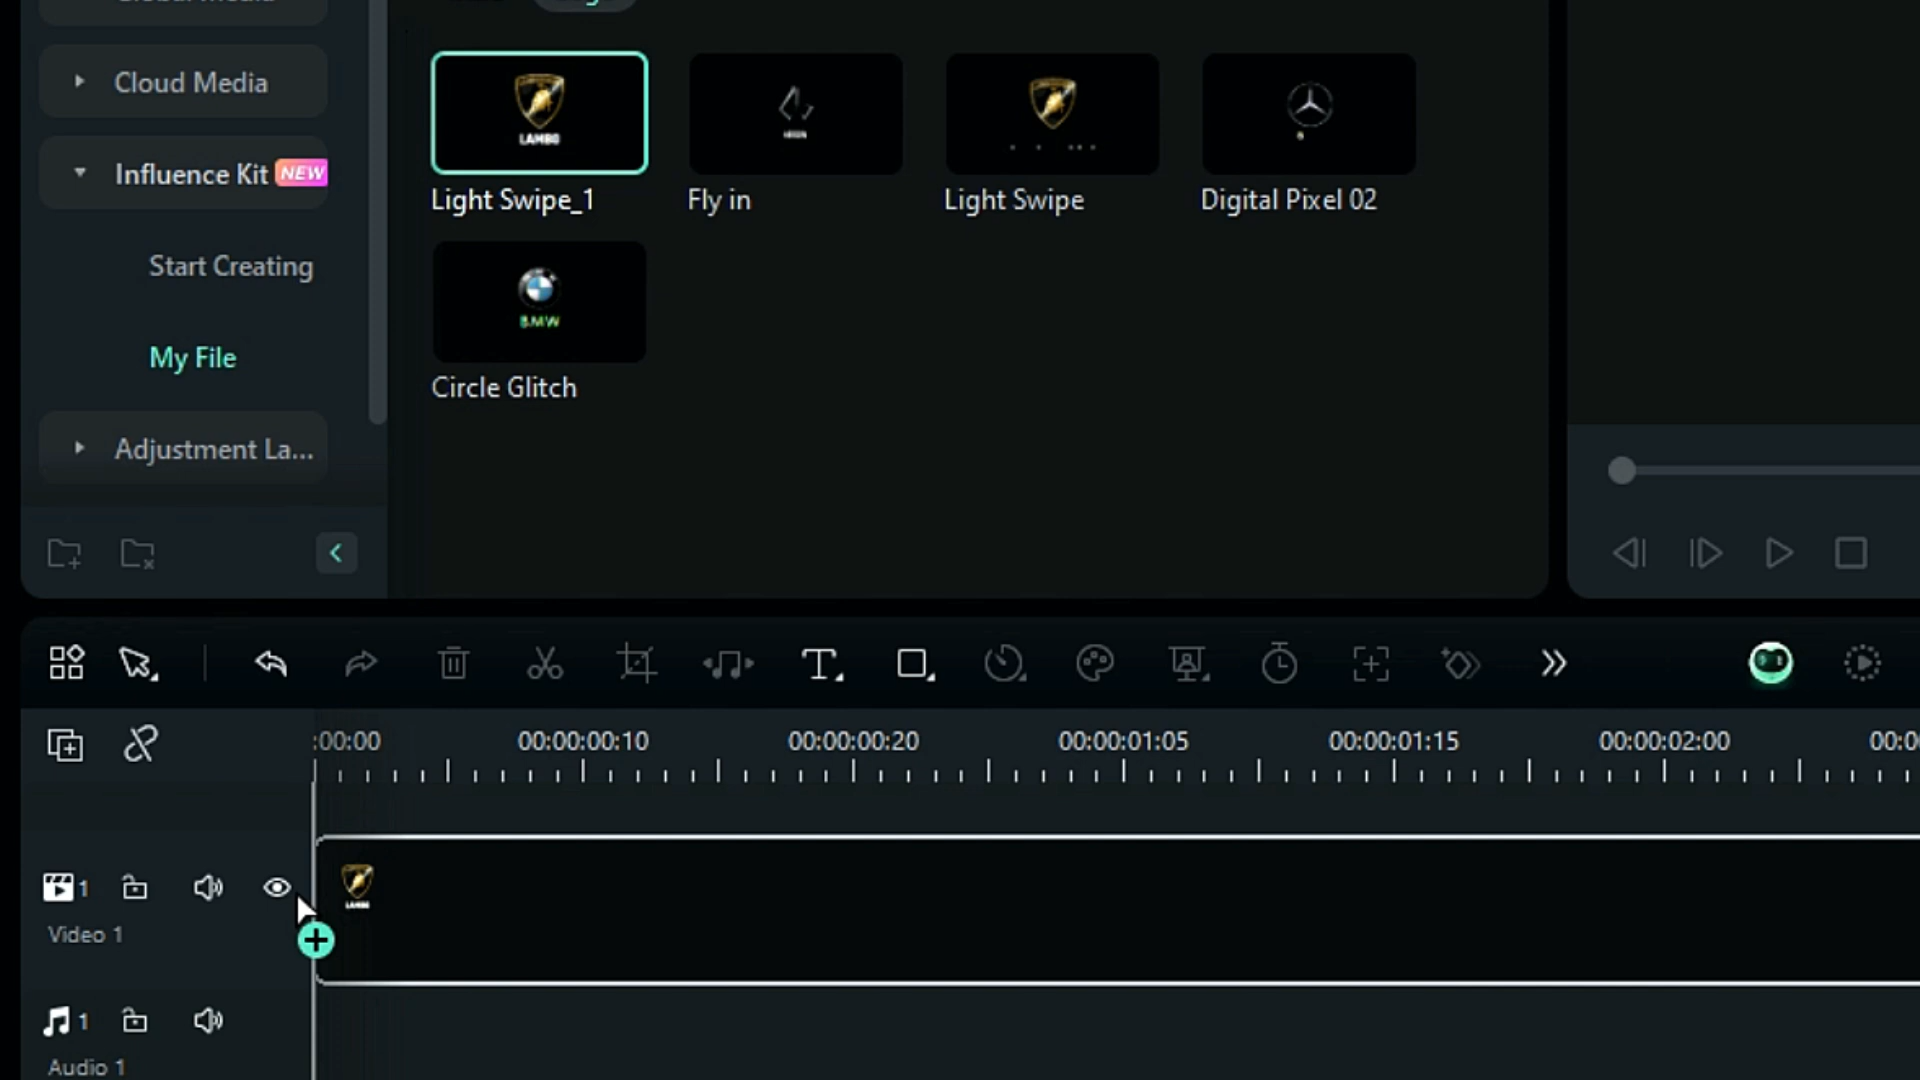 Cloud Media
Influence Kit NEW
Start Creating
My File
Adjustment La...
LAMBO
Light Swipe_1
Fly in
Light Swipe
Digital Pixel 02
BMW
Circle Glitch
:00:00
00:00:00:10
00:00:00:20
00:00:01:05
00:00:01:15
00:00:02:00
00:0
1
Video 1
LAMBO
1
Audio 1